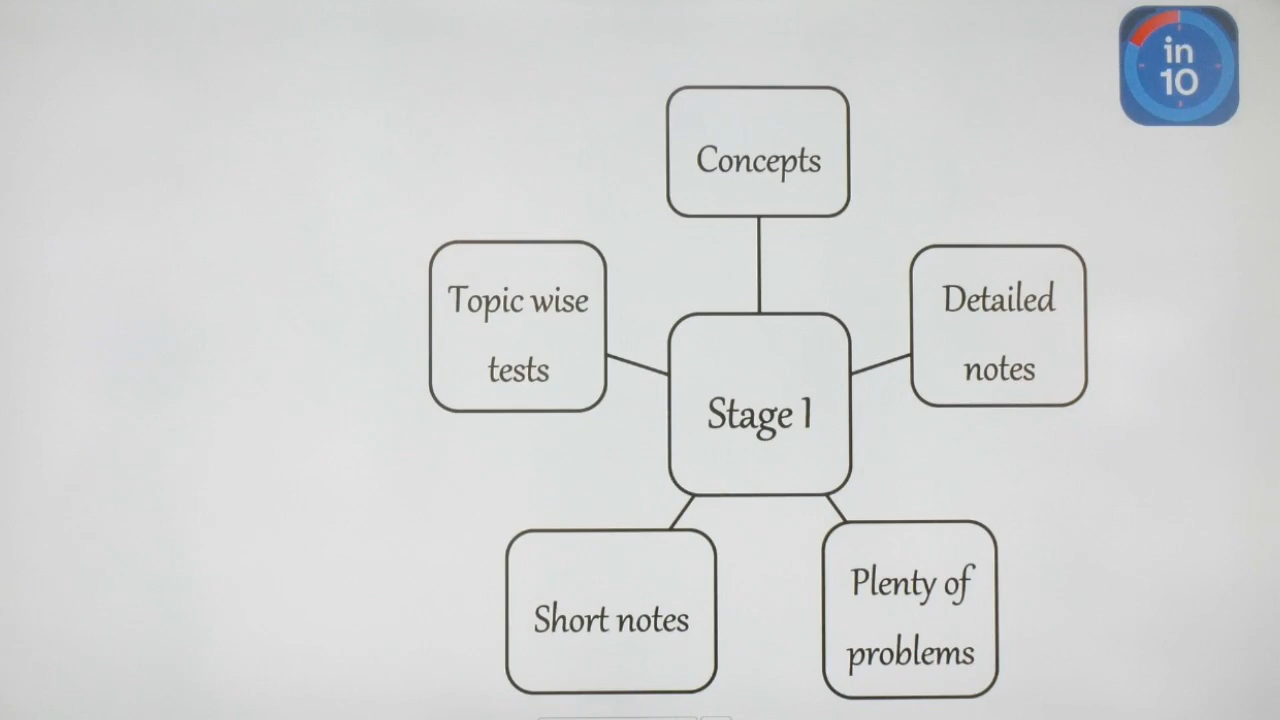 in
10
Concepts
Topic wise
tests
Detailed
notes
Stage 1
Short notes
Plenty of
problems